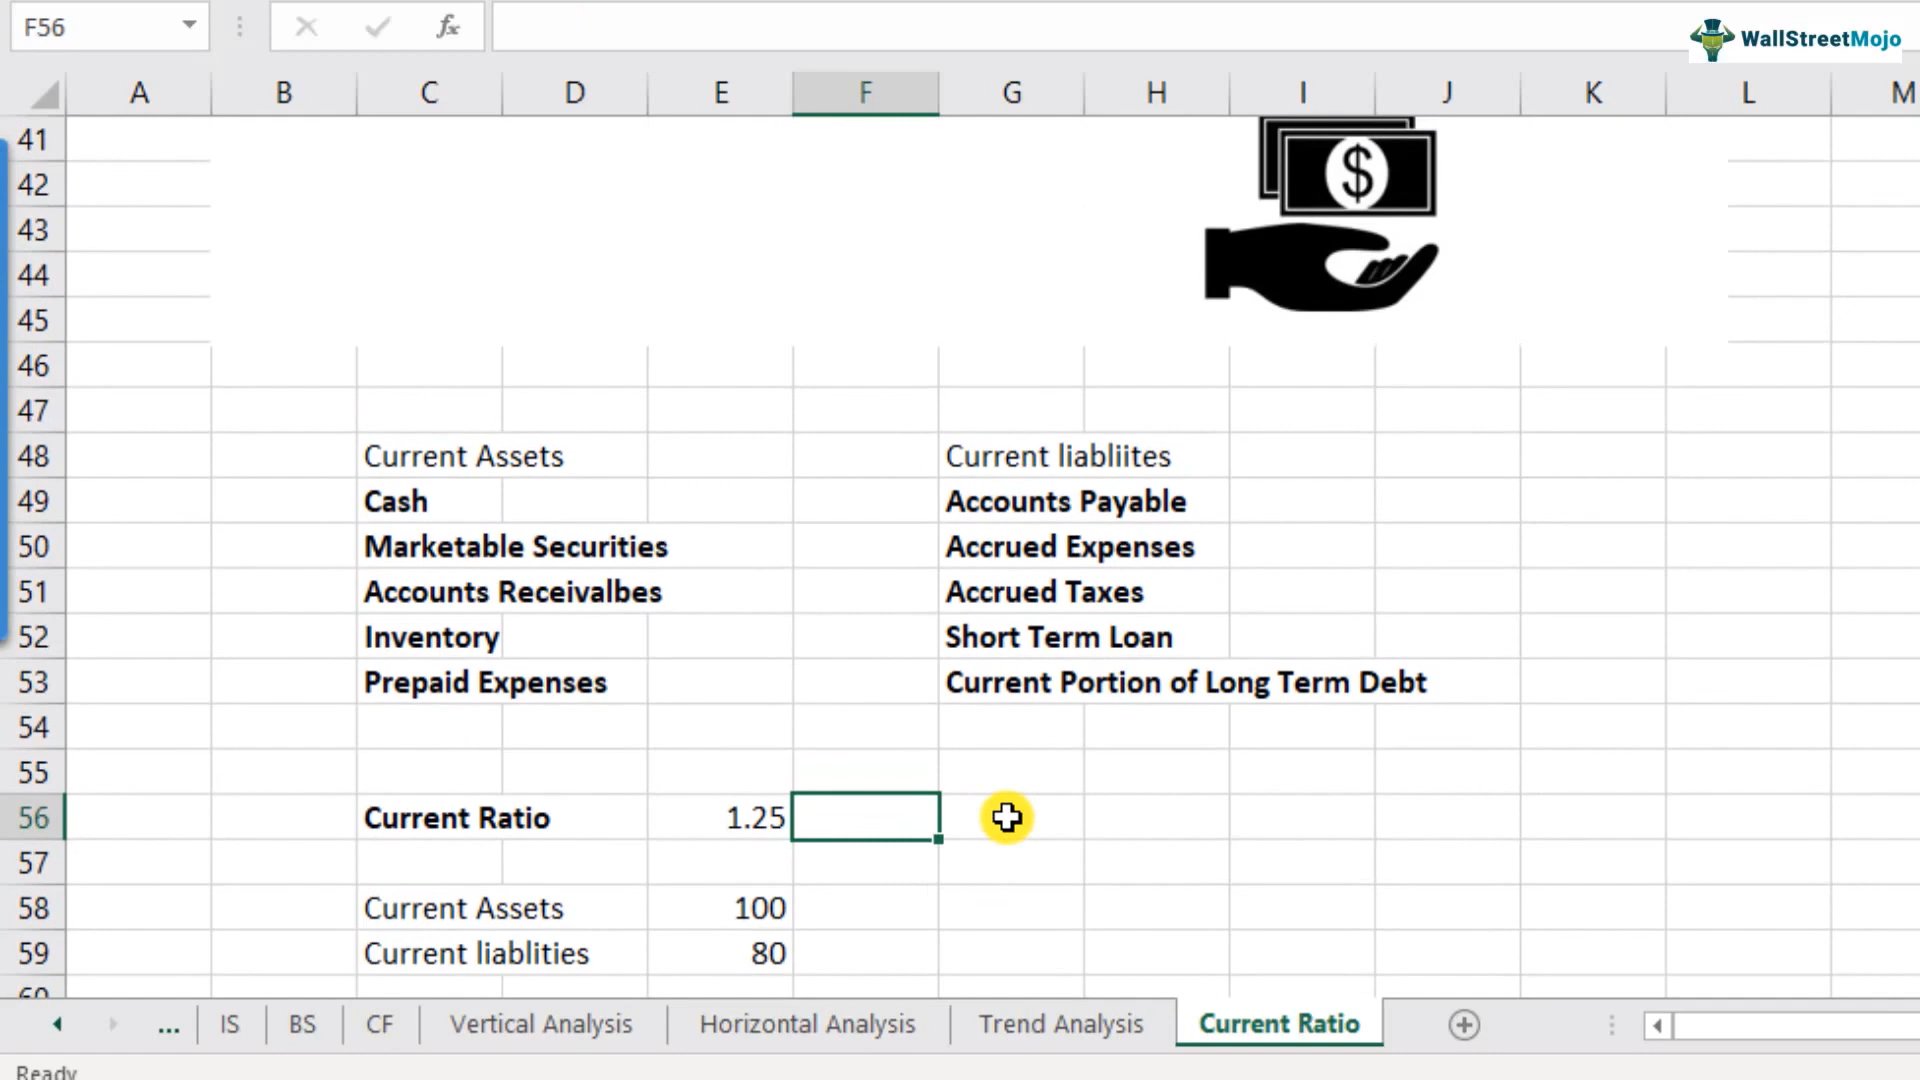 F56 fx
WallStreetMojo
A B C D E F G H I J K L M
41
$
42
43
44
45
46
47
48 Current Assets Current liabliites
49 Cash Accounts Payable
50 Marketable Securities Accrued Expenses
51 Accounts Receivalbes Accrued Taxes
52 Inventory Short Term Loan
53 Prepaid Expenses Current Portion of Long Term Debt
54
55
56 Current Ratio 1.25
57
58 Current Assets 100
59 Current liablities 80
60
... IS BS CF Vertical Analysis Horizontal Analysis Trend Analysis Current Ratio
Ready